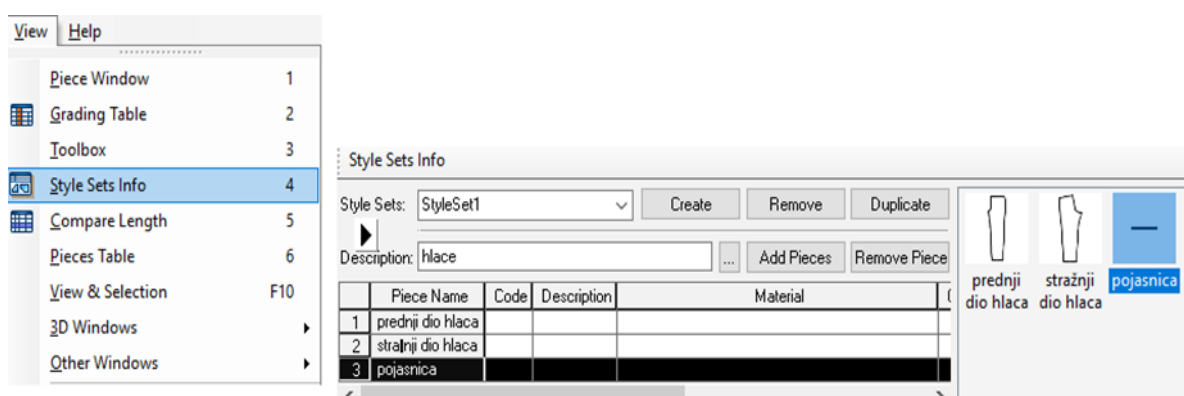 View Help
Piece Window 1
Grading Table 2
Toolbox 3
Style Sets Info 4
Compare Length 5
Pieces Table 6
View & Selection F10
3D Windows
Other Windows
Style Sets Info
Style Sets: StyleSet1 Create Remove Duplicate
Description: hlace ... Add Pieces Remove Piece
Piece Name Code Description Material
1 prednji dio hlaca
2 stralnji dio hlaca
3 pojasnica
prednji stražnji pojasnica
dio hlaca dio hlaca